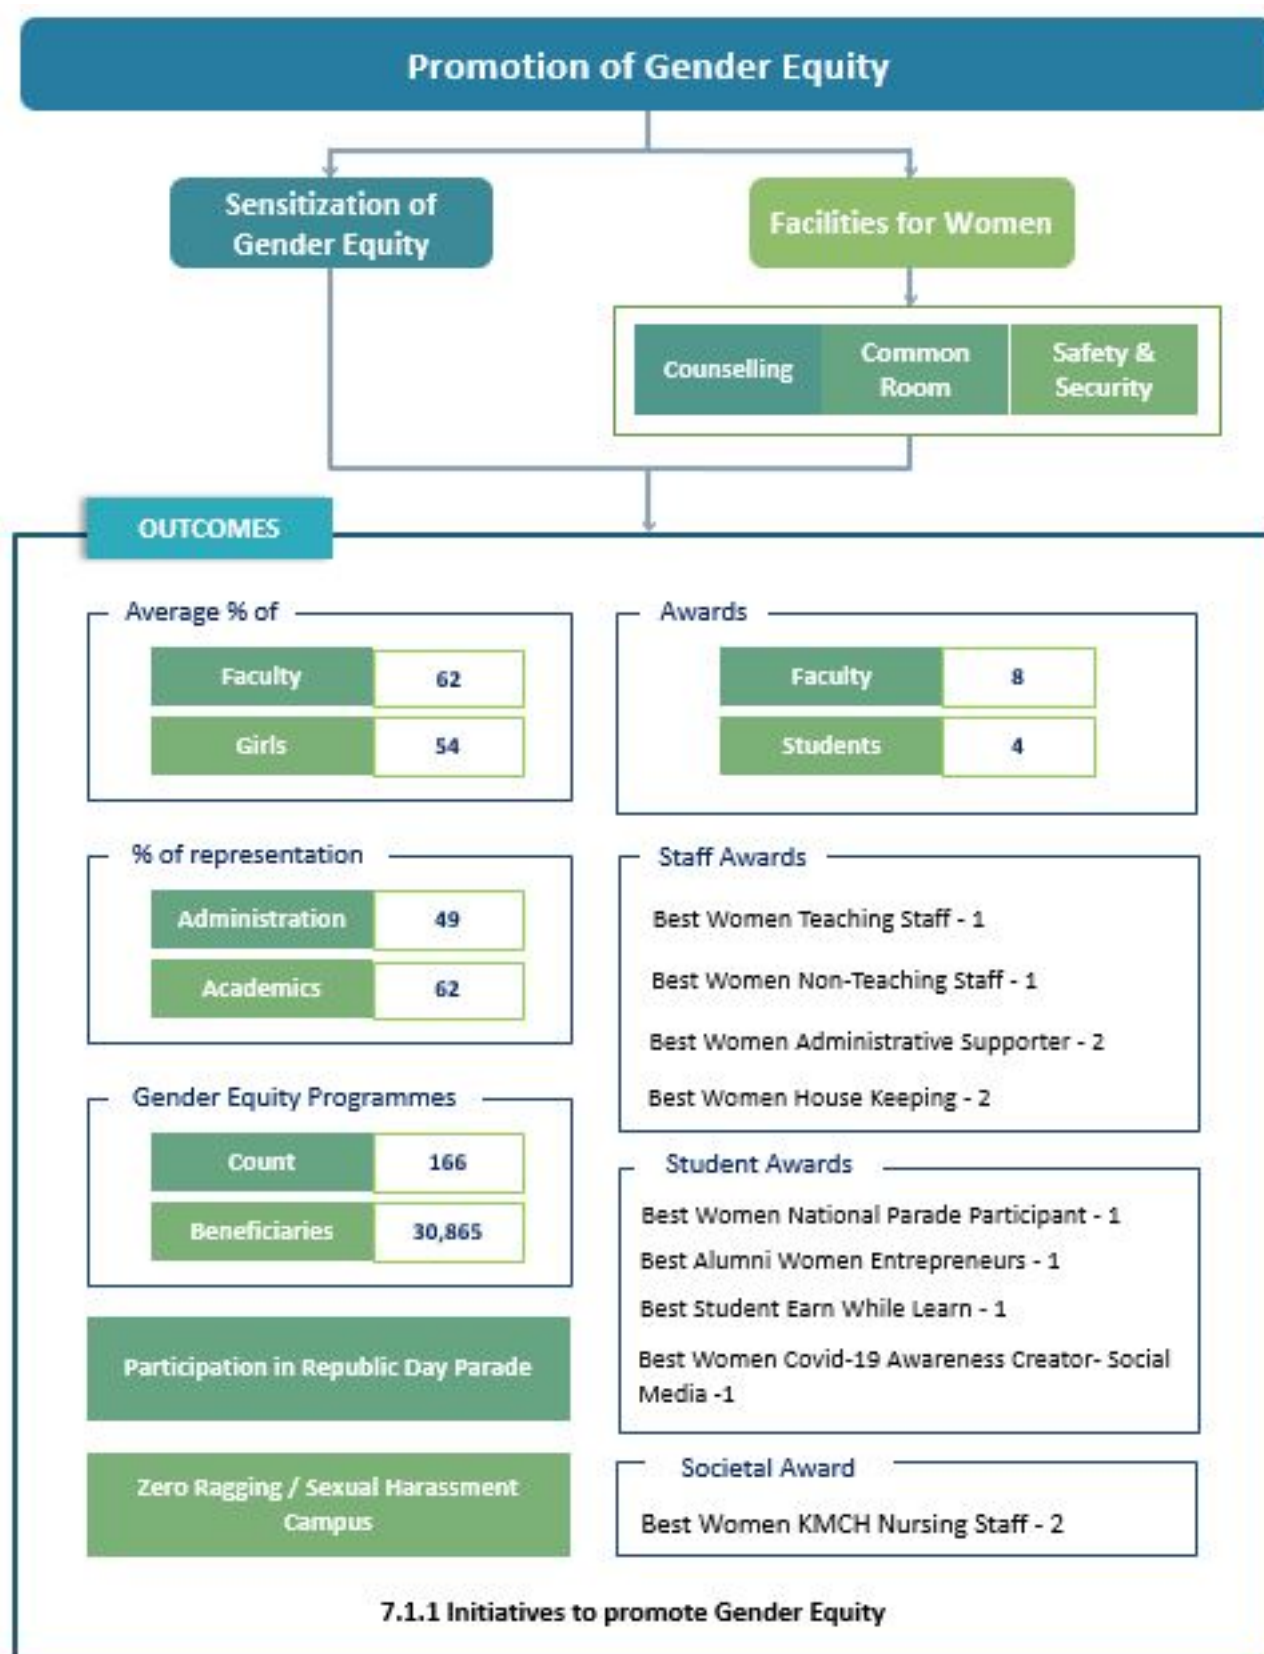 Promotion of Gender Equity
Sensitization of
Gender Equity
Facilities for Women
Counselling
Common
Room
Safety &
Security
OUTCOMES
Average % of
Faculty 62
Girls 54
% of representation
Administration 49
Academics 62
Gender Equity Programmes
Count 166
Beneficiaries 30,865
Participation in Republic Day Parade
Zero Ragging / Sexual Harassment
Campus
Awards
Faculty 8
Students 4
Staff Awards
Best Women Teaching Staff - 1
Best Women Non-Teaching Staff - 1
Best Women Administrative Supporter - 2
Best Women House Keeping - 2
Student Awards
Best Women National Parade Participant - 1
Best Alumni Women Entrepreneurs - 1
Best Student Earn While Learn - 1
Best Women Covid-19 Awareness Creator- Social
Media -1
Societal Award
Best Women KMCH Nursing Staff - 2
7.1.1 Initiatives to promote Gender Equity